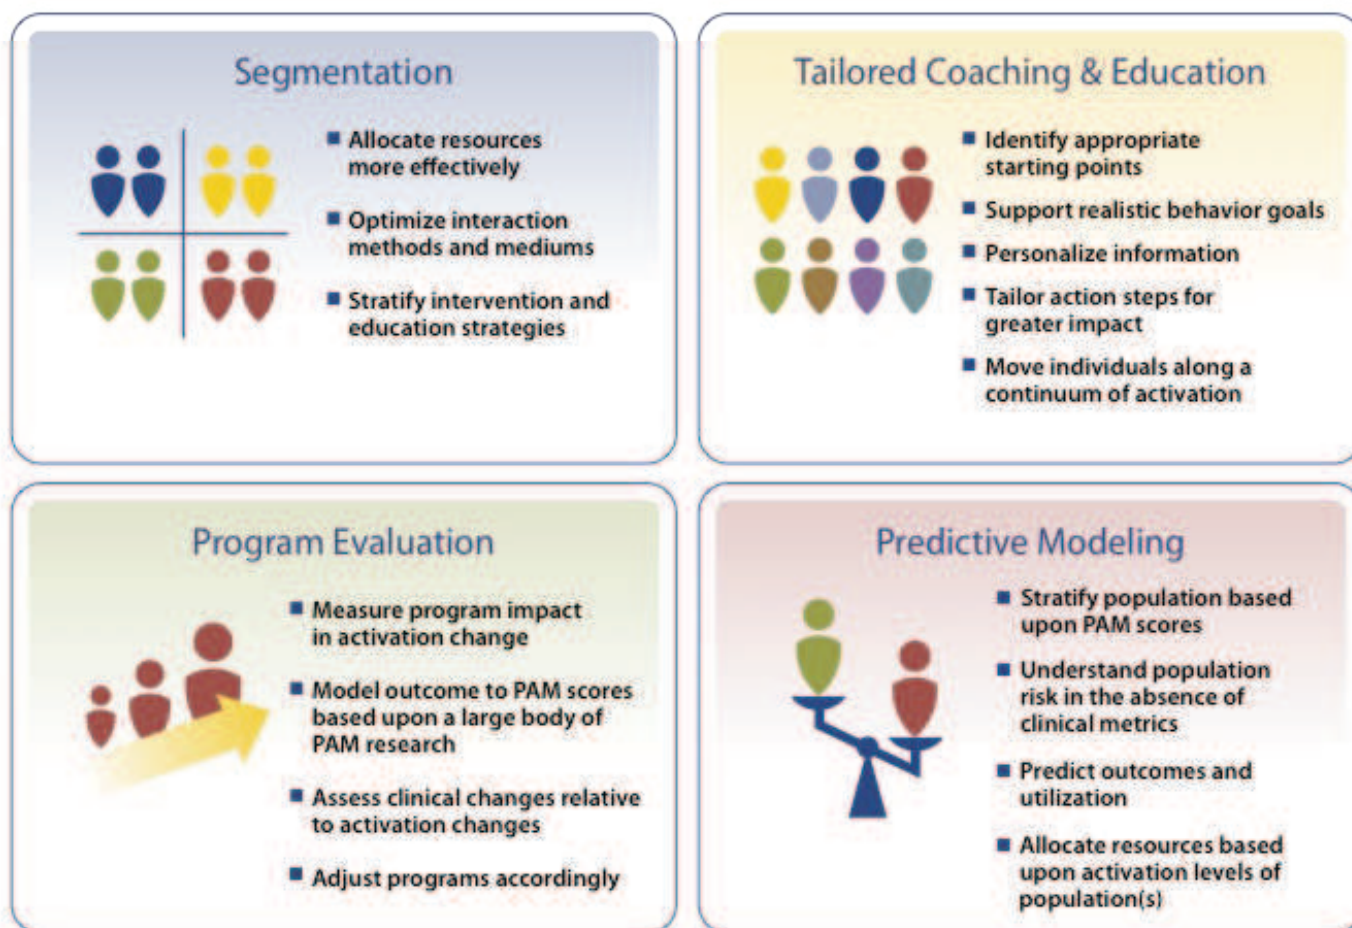 Segmentation
■ Allocate resources
more effectively
■ Optimize interaction
methods and mediums
■ Stratify intervention and
education strategies
Tailored Coaching & Education
■ Identify appropriate
starting points
■ Support realistic behavior goals
■ Personalize information
■ Tailor action steps for
greater impact
■ Move individuals along a
continuum of activation
Program Evaluation
■ Measure program impact
in activation change
■ Model outcome to PAM scores
based upon a large body of
PAM research
■ Assess clinical changes relative
to activation changes
■ Adjust programs accordingly
Predictive Modeling
■ Stratify population based
upon PAM scores
■ Understand population
risk in the absence of
clinical metrics
■ Predict outcomes and
utilization
■ Allocate resources based
upon activation levels of
population(s)